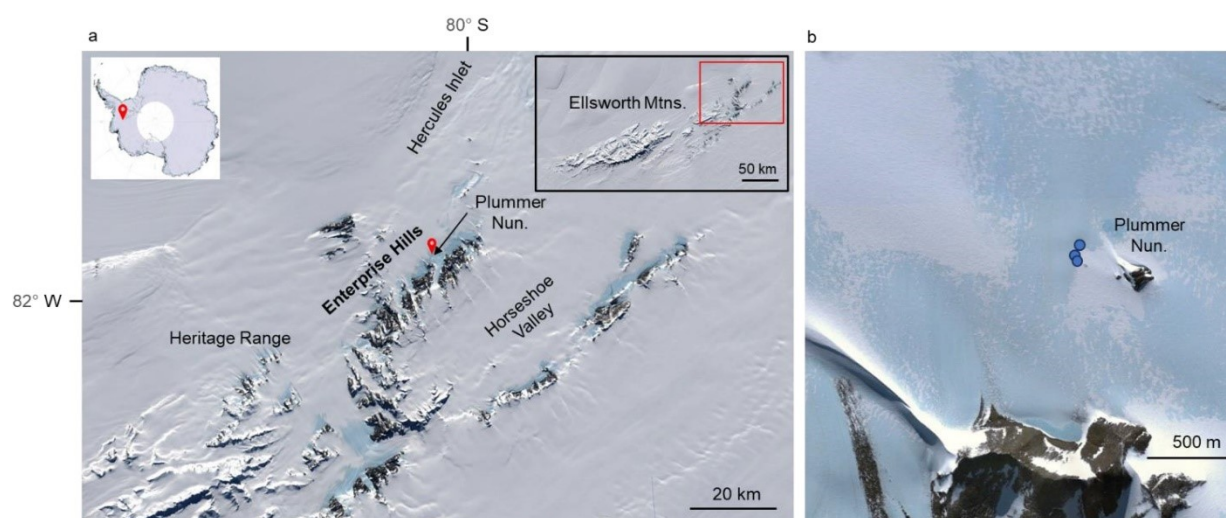 80° S
a
b
Hercules Inlet
Ellsworth Mtns.
50 km
Plummer
Nun.
Enterprise Hills
82° W
Horseshoe
Valley
Heritage Range
20 km
Plummer
Nun.
500 m